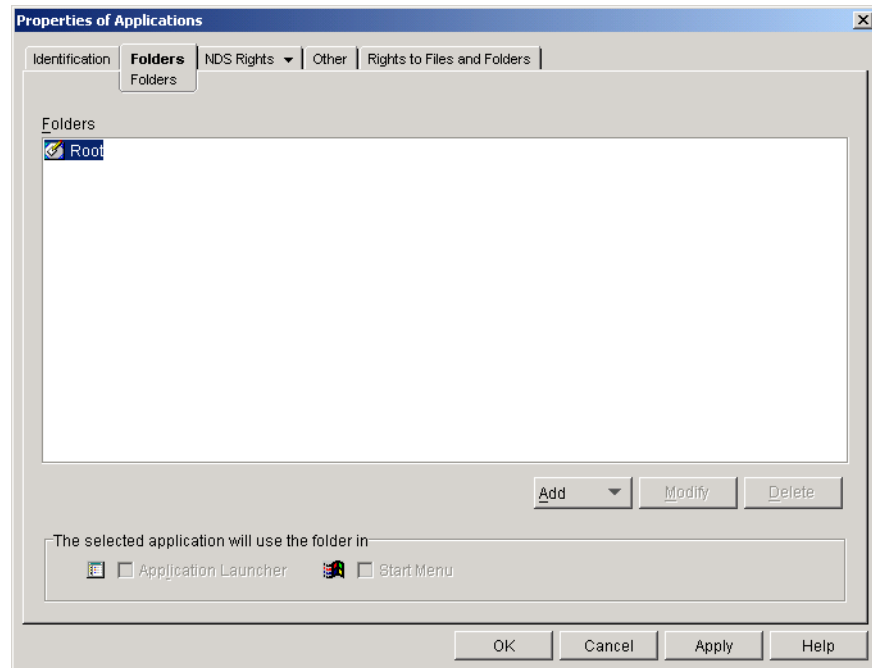 Properties of Applications
Identification Folders NDS Rights Other Rights to Files and Folders
Folders
Folders
Root
Add Modify Delete
The selected application will use the folder in
Application Launcher Start Menu
OK Cancel Apply Help